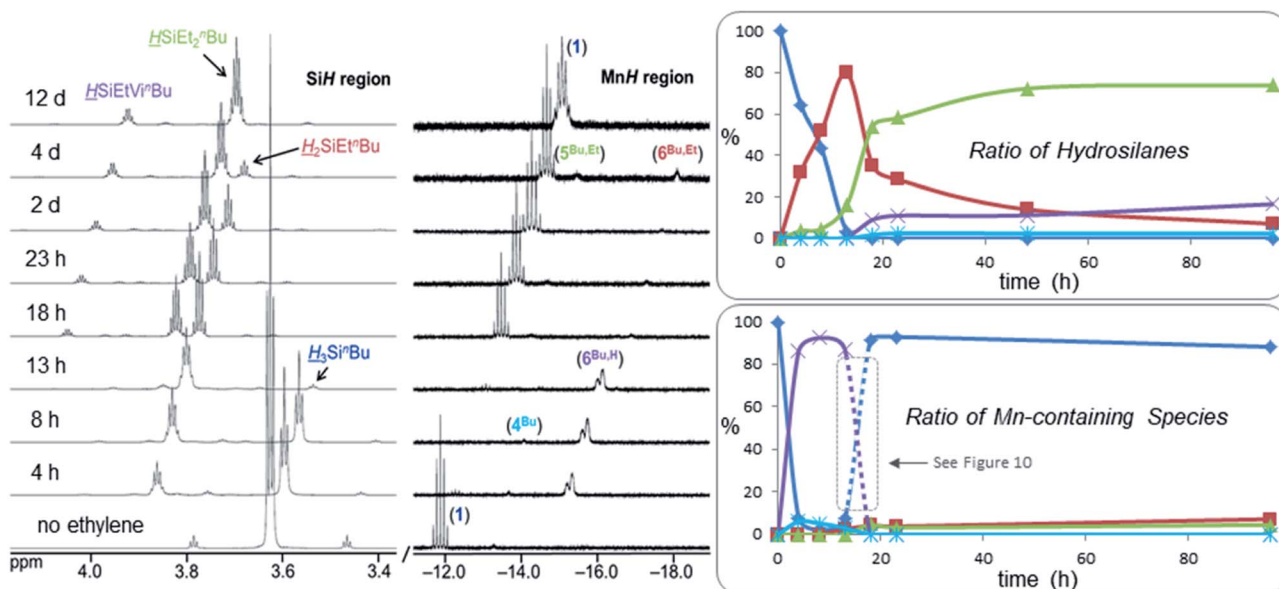 HSiEt₂ⁿBu
(1)
SiH region
MnH region
HSiEtViⁿBu
12 d
H₂SiEtⁿBu
(5ᴮᵘ,ᴱᵗ)
(6ᴮᵘ,ᴱᵗ)
4 d
2 d
23 h
18 h
H₃SiⁿBu
(6ᴮᵘ,ᴴ)
13 h
(4ᴮᵘ)
8 h
4 h
(1)
no ethylene
ppm
4.0
3.8
3.6
3.4
−12.0
−14.0
−16.0
−18.0
100
80
60
%
40
20
0
Ratio of Hydrosilanes
0
20
40
60
80
time (h)
100
80
60
%
40
20
0
Ratio of Mn-containing Species
See Figure 10
0
20
40
60
80
time (h)